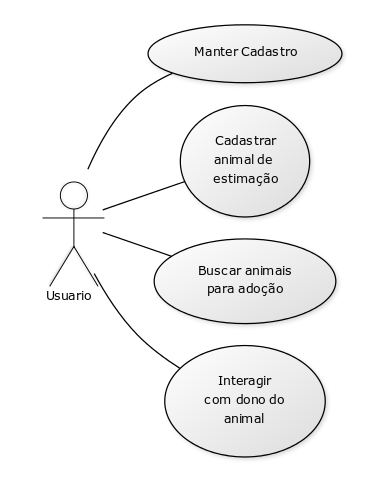 Manter Cadastro
Cadastrar
animal de
estimação
Usuario
Buscar animais
para adoção
Interagir
com dono do
animal